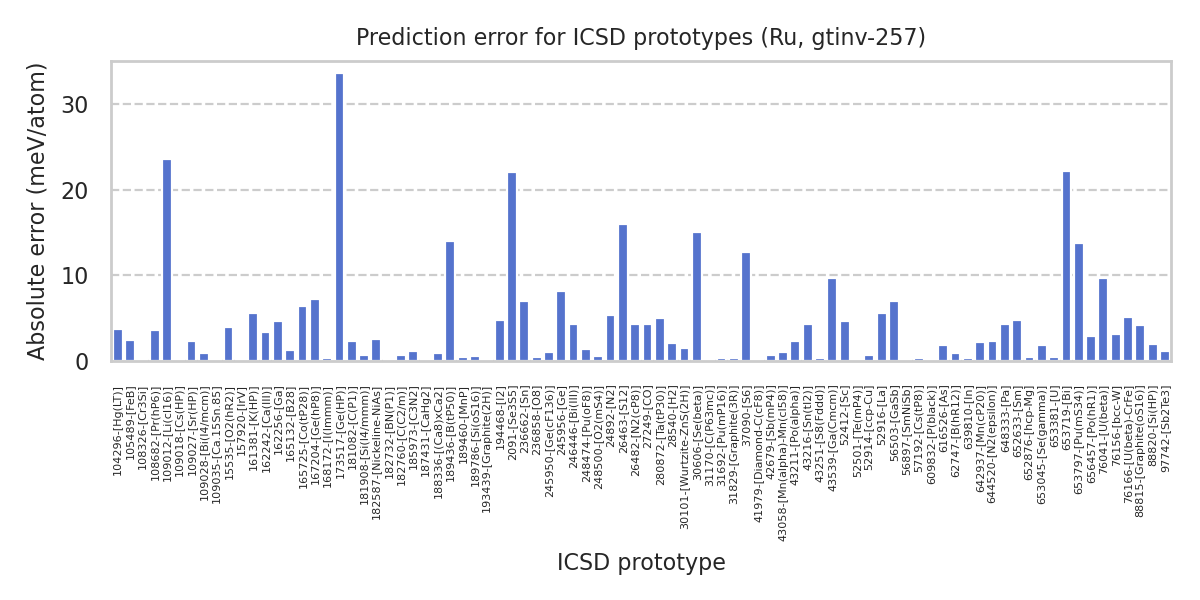 Prediction error for ICSD prototypes (Ru, gtinv-257)
Absolute error (meV/atom)
30
20
10
0
104296-[Hg(LT)]
105489-[FeB]
108326-[Cr3Si]
108682-[Pr(hP6)]
109012-[Li(cI16)]
109018-[Cs(HP)]
109027-[Sr(HP)]
109028-[Bi(I4/mcm)]
109035-[Ca.15Sn.85]
15535-[O2(hR2)]
157920-[IrV]
161381-[K(HP)]
162242-[Ca(III)]
162256-[Ga]
165132-[B28]
165725-[Co(tP28)]
167204-[Ge(hP8)]
168172-[I(Immm)]
173517-[Ge(HP)]
181082-[C(P1)]
181908-[Si(I4/mmm)]
182587-[Nickeline-NiAs]
182732-[BN(P1)]
182760-[C(C2/m)]
185973-[C3N2]
187431-[CaHg2]
188336-[(Ca8)xCa2]
189436-[B(tP50)]
189460-[MnP]
189786-[Si(oS16)]
193439-[Graphite(2H)]
194468-[I2]
2091-[Se3S5]
236662-[Sn]
236858-[O8]
245950-[Ge(cF136)]
245956-[Ge]
246446-[Bi(III)]
248474-[Pu(oF8)]
248500-[O2(mS4)]
24892-[N2]
26463-[S12]
26482-[N2(cP8)]
27249-[CO]
280872-[Ta(tP30)]
28540-[H2]
30101-[Wurtzite-ZnS(2H)]
30606-[Se(beta)]
31170-[C(P63mc)]
31692-[Pu(mP16)]
31829-[Graphite(3R)]
37090-[S6]
41979-[Diamond-C(cF8)]
42679-[Sb(mP4)]
43058-[Mn(alpha)-Mn(cI58)]
43211-[Po(alpha)]
43216-[Sn(tI2)]
43251-[S8(Fddd)]
43539-[Ga(Cmcm)]
52412-[Sc]
52501-[Te(mP4)]
52914-[fcc-Cu]
52916-[La]
56503-[GaSb]
56897-[SmNiSb]
57192-[Cs(tP8)]
609832-[P(black)]
616526-[As]
62747-[B(hR12)]
639810-[In]
642937-[Mn(cP20)]
644520-[N2(epsilon)]
648333-[Pa]
652633-[Sm]
652876-[hcp-Mg]
653045-[Se(gamma)]
653381-[U]
653719-[Bi]
653797-[Pu(mS34)]
656457-[Po(hR1)]
76041-[U(beta)]
76156-[bcc-W]
76166-[U(beta)-CrFe]
88815-[Graphite(oS16)]
88820-[Si(HP)]
97742-[Sb2Te3]
ICSD prototype